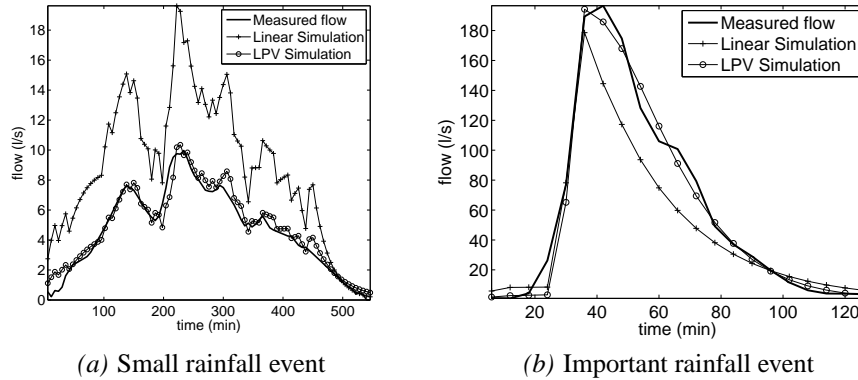 18
16
14
12
10
8
6
4
2
0
flow (l/s)
Measured flow
Linear Simulation
LPV Simulation
100 200 300 400 500
time (min)
(a) Small rainfall event
180
160
140
120
100
80
60
40
20
flow (l/s)
Measured flow
Linear Simulation
LPV Simulation
20 40 60 80 100 120
time (min)
(b) Important rainfall event